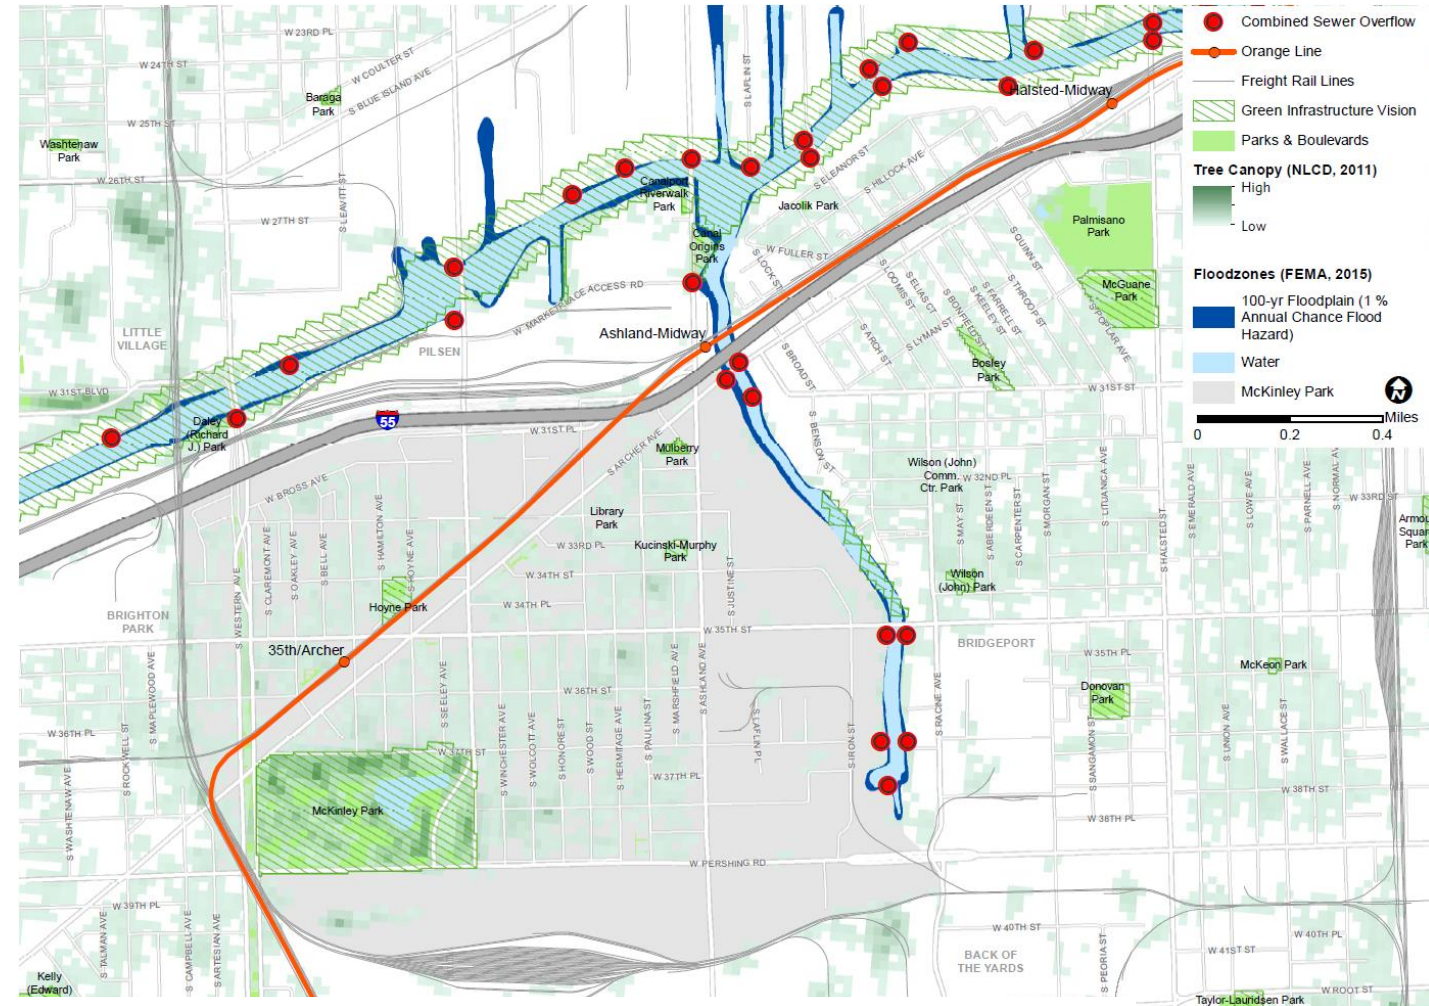 Combined Sewer Overflow
Orange Line
Freight Rail Lines
Green Infrastructure Vision
Parks & Boulevards
Tree Canopy (NLCD, 2011)
High
Low
Floodzones (FEMA, 2015)
100-yr Floodplain (1 %
Annual Chance Flood
Hazard)
Water
McKinley Park
N
Miles
0
0.2
0.4
W 23RD PL
W 24TH ST
W COULTER ST
S BLUE ISLAND AVE
Baraga
Park
W 25TH ST
Washtenaw
Park
W 26TH ST
S LEAVITT ST
W 27TH ST
S LAFLIN ST
Halsted-Midway
S ELEANOR ST
S HILLOCK AVE
Canalport
Riverwalk
Park
Jacolik Park
Canal
Origins
Park
Palmisano
Park
McGuane
Park
W FULLER ST
S LOCK ST
S QUINN ST
S THROOP ST
S LOOMIS ST
S ELIAS CT
S BONFIELD ST
S KEELEY ST
S FARRELL ST
S POPLAR AVE
S LYMAN ST
S ARCH ST
S BROAD ST
Bosley
Park
W MARKETPLACE ACCESS RD
Ashland-Midway
LITTLE
VILLAGE
PILSEN
W 31ST BLVD
W 31ST ST
Daley
(Richard
J.) Park
55
W 31ST PL
S ARCHER AVE
Mulberry
Park
S BENSON ST
Wilson (John)
Comm.
Ctr. Park
W 32ND PL
W BROSS AVE
Library
Park
W 33RD PL
Kucinski-Murphy
Park
W 33RD ST
Armou
Squar
Park
S MAY ST
S ABERDEEN ST
S CARPENTER ST
S MORGAN ST
S LITUANICA AVE
S HALSTED ST
S EMERALD AVE
S LOWE AVE
S PARNELL AVE
S NORMAL AV
S WESTERN AVE
S CLAREMONT AVE
S OAKLEY AVE
S BELL AVE
S HAMILTON AVE
S HOYNE AVE
W 34TH ST
W 34TH PL
S JUSTINE ST
Wilson
(John) Park
Hoyne Park
BRIGHTON
PARK
W 35TH ST
BRIDGEPORT
35th/Archer
W 35TH PL
McKeon Park
Donovan
Park
S MAPLEWOOD AVE
S ROCKWELL ST
S WASHTENAW AVE
S SEELEY AVE
W 36TH ST
W 36TH PL
S WINCHESTER AVE
S WOLCOTT AVE
S HONORE ST
S WOOD ST
S HERMITAGE AVE
S PAULINA ST
S MARSHFIELD AVE
S ASHLAND AVE
S LAFLIN PL
S IRON ST
S RACINE AVE
S SANGAMON ST
S UNION AVE
S WALLACE ST
W 37TH ST
W 37TH PL
McKinley Park
W 38TH ST
W 38TH PL
W PERSHING RD
W 39TH PL
S TALMAN AVE
S CAMPBELL AVE
S ARTESIAN AVE
W 40TH ST
W 40TH PL
BACK OF
THE YARDS
S PEORIA ST
W 41ST ST
Kelly
(Edward)
W ROOT ST
Taylor-Lauridsen Park